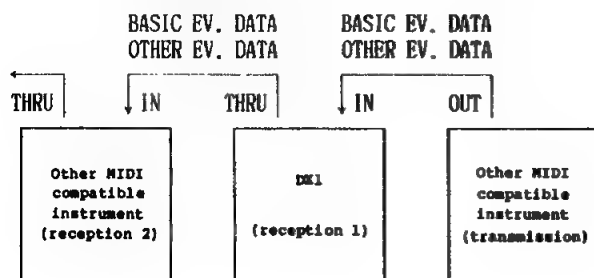 BASIC EV. DATA BASIC EV. DATA
OTHER EV. DATA OTHER EV. DATA
THRU IN THRU IN OUT
Other MIDI
compatible
instrument
(reception 2)
DK1
(reception 1)
Other MIDI
compatible
instrument
(transmission)